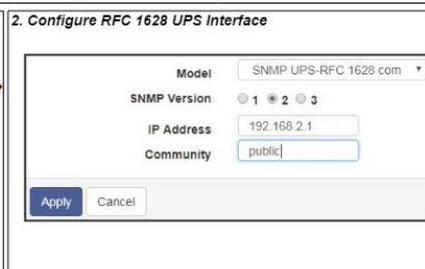 2. Configure RFC 1628 UPS Interface
Model SNMP UPS-RFC 1628 com
SNMP Version 1 2 3
IP Address 192.168.2.1
Community public
Apply Cancel